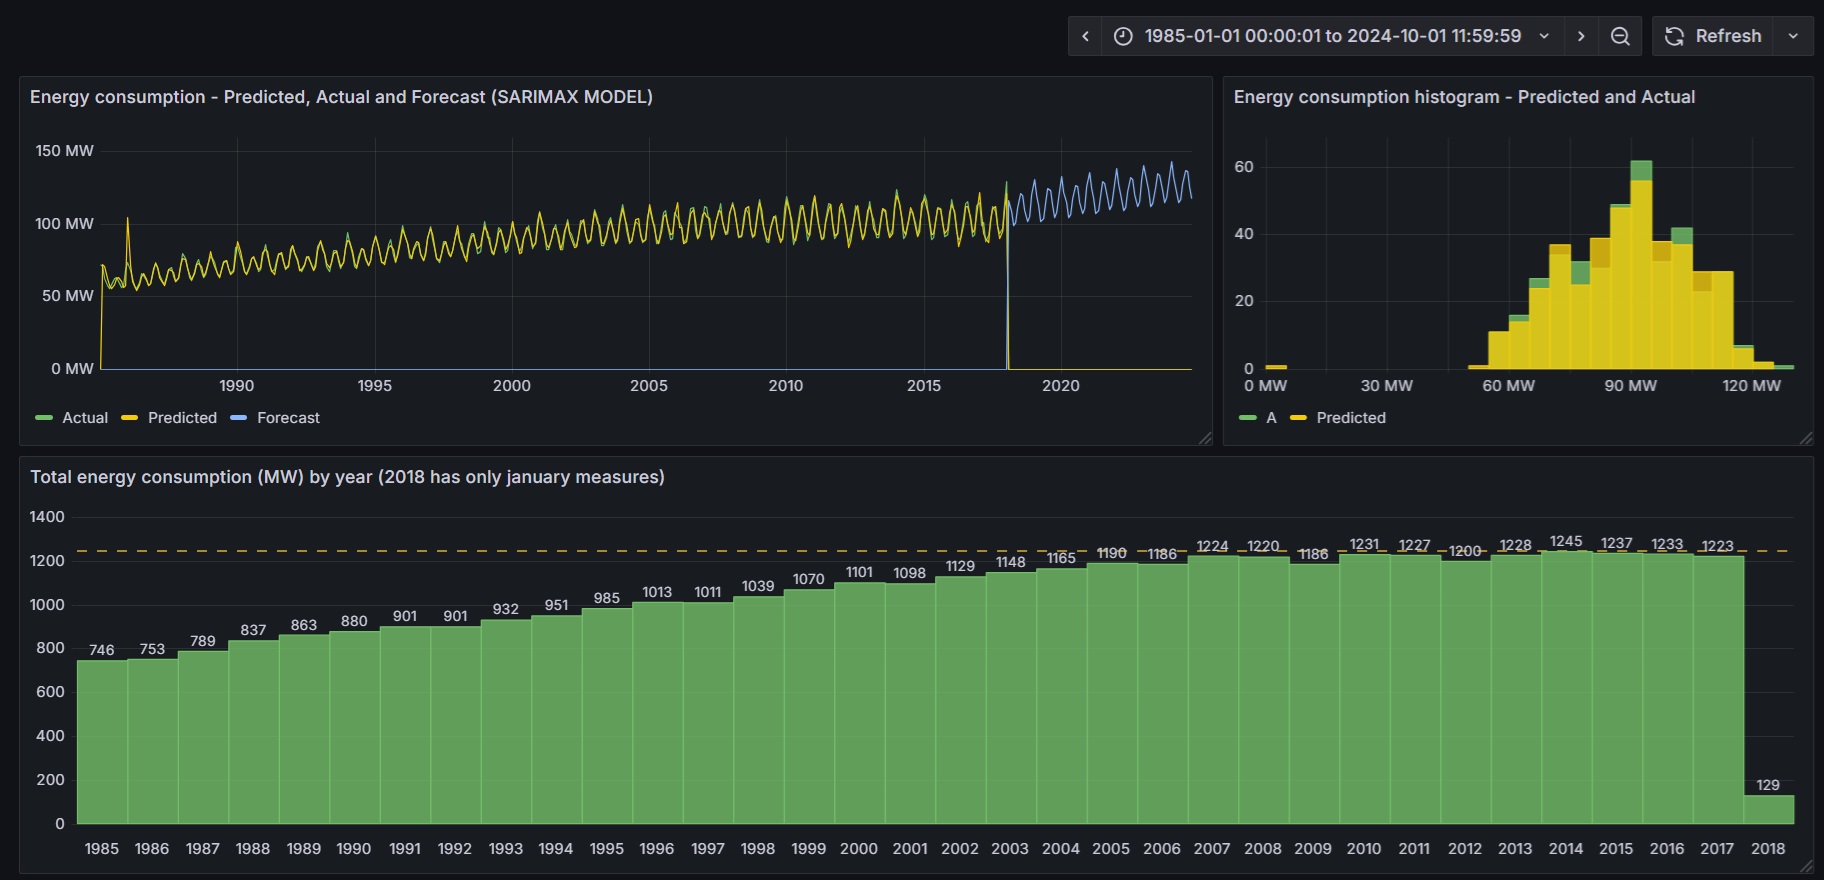 1985-01-01 00:00:01 to 2024-10-01 11:59:59
Refresh
Energy consumption - Predicted, Actual and Forecast (SARIMAX MODEL)
150 MW
100 MW
50 MW
0 MW
1990 1995 2000 2005 2010 2015 2020
Actual Predicted Forecast
Energy consumption histogram - Predicted and Actual
60
40
20
0
0 MW 30 MW 60 MW 90 MW 120 MW
A Predicted
Total energy consumption (MW) by year (2018 has only january measures)
1400
1200
1000
800
600
400
200
0
746 753 789 837 863 880 901 901 932 951 985 1013 1011 1039 1070 1101 1098 1129 1148 1165 1190 1186 1224 1220 1186 1231 1227 1200 1228 1245 1237 1233 1223 129
1985 1986 1987 1988 1989 1990 1991 1992 1993 1994 1995 1996 1997 1998 1999 2000 2001 2002 2003 2004 2005 2006 2007 2008 2009 2010 2011 2012 2013 2014 2015 2016 2017 2018